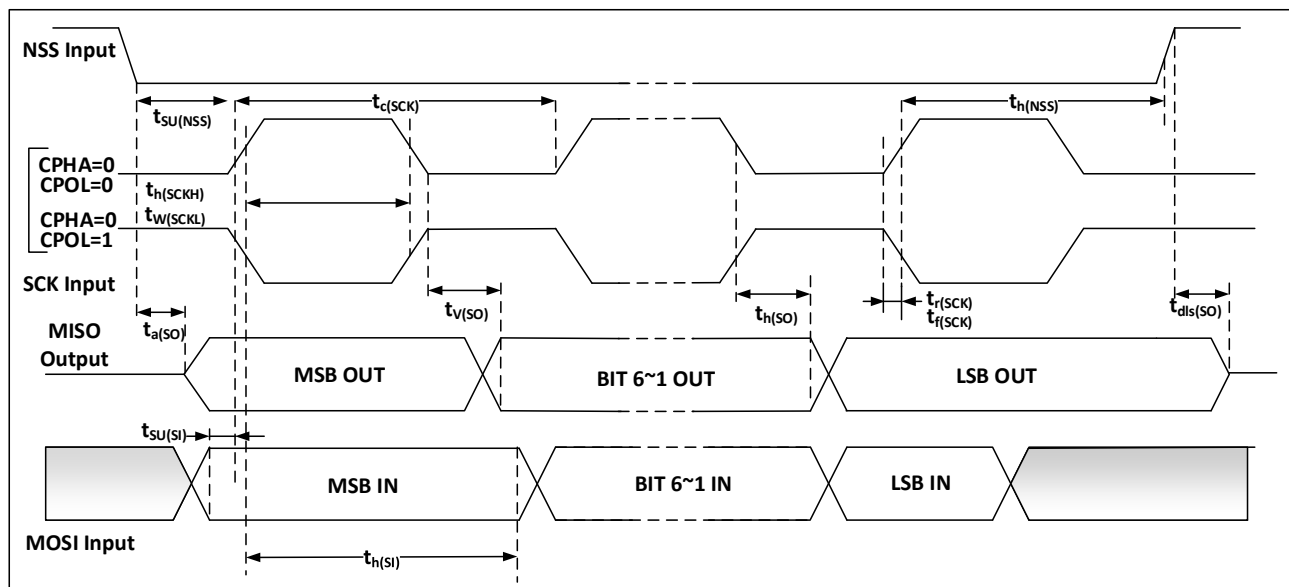 NSS Input
tSU(NSS)
tc(SCK)
th(NSS)
CPHA=0
CPOL=0
th(SCKH)
CPHA=0
CPOL=1
tW(SCKL)
SCK Input
ta(SO)
tV(SO)
th(SO)
tr(SCK)
tf(SCK)
tdls(SO)
MISO
Output
MSB OUT
BIT 6~1 OUT
LSB OUT
tSU(SI)
MSB IN
BIT 6~1 IN
LSB IN
MOSI Input
th(SI)